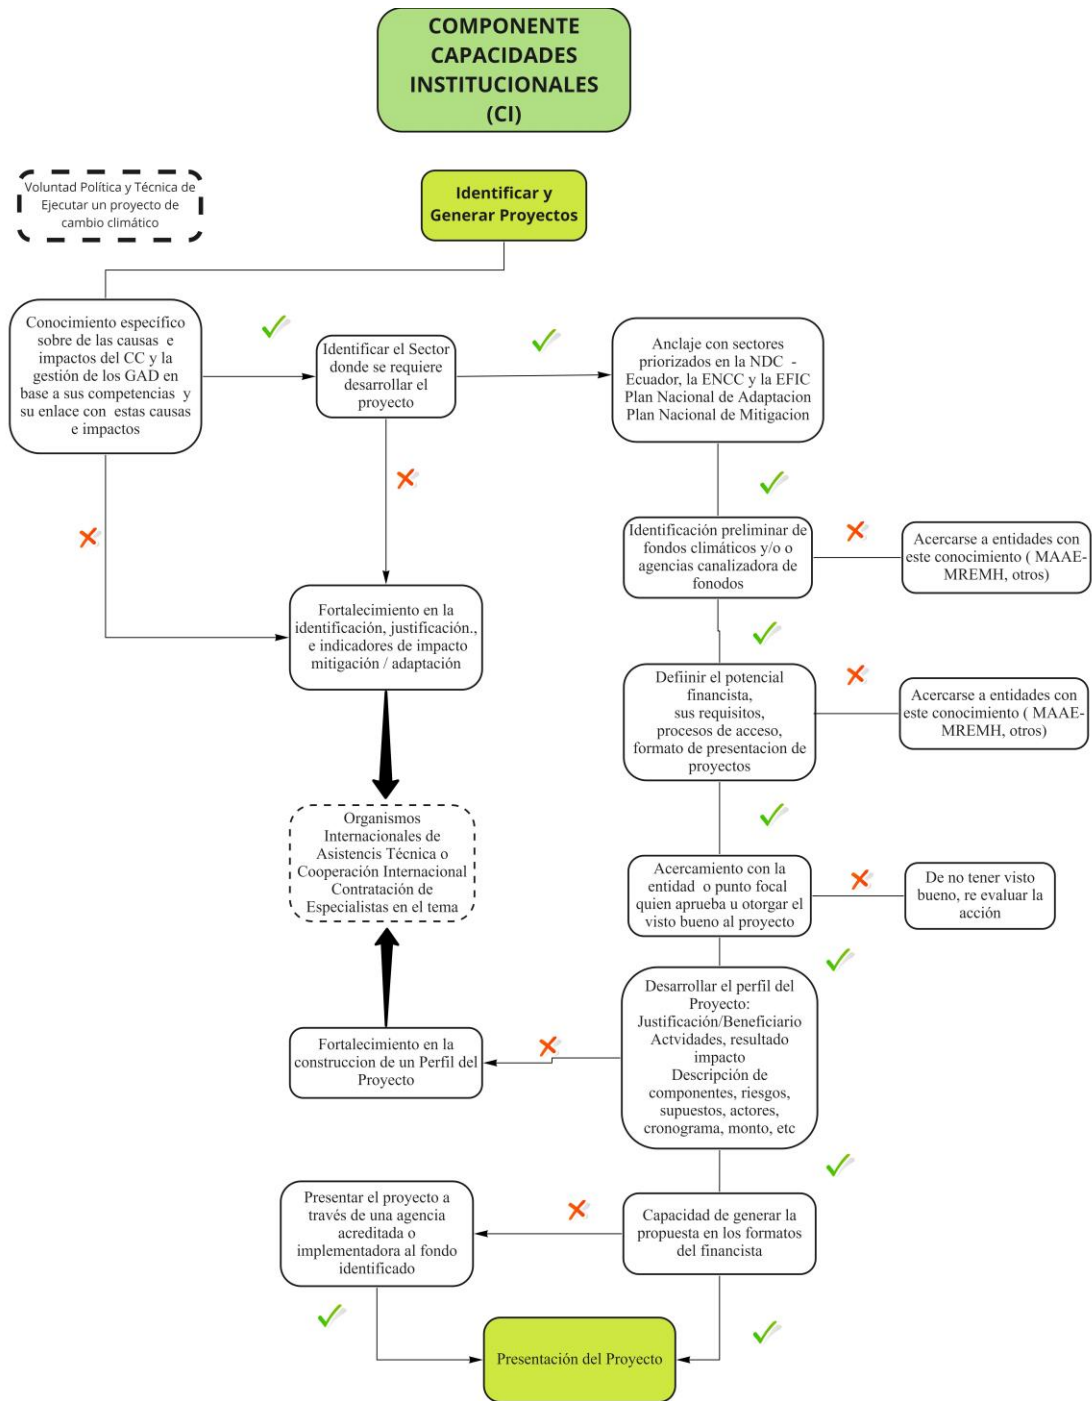 COMPONENTE
CAPACIDADES
INSTITUCIONALES
(CI)
Voluntad Política y Técnica de
Ejecutar un proyecto de
cambio climático
Identificar y
Generar Proyectos
Conocimiento específico
sobre de las causas e
impactos del CC y la
gestión de los GAD en
base a sus competencias y
su enlace con estas causas
e impactos
Identificar el Sector
donde se requiere
desarrollar el
proyecto
Anclaje con sectores
priorizados en la NDC -
Ecuador, la ENCC y la EFIC
Plan Nacional de Adaptacion
Plan Nacional de Mitigacion
Identificación preliminar de
fondos climáticos y/o o
agencias canalizadora de
fonodos
Acercarse a entidades con
este conocimiento ( MAAE-
MREMH, otros)
Fortalecimiento en la
identificación, justificación.,
e indicadores de impacto
mitigación / adaptación
Defiinir el potencial
financista,
sus requisitos,
procesos de acceso,
formato de presentacion de
proyectos
Acercarse a entidades con
este conocimiento ( MAAE-
MREMH, otros)
Organismos
Internacionales de
Asistencis Técnica o
Cooperación Internacional
Contratación de
Especialistas en el tema
Acercamiento con la
entidad o punto focal
quien aprueba u otorgar el
visto bueno al proyecto
De no tener visto
bueno, re evaluar la
acción
Desarrollar el perfil del
Proyecto:
Justificación/Beneficiario
Actvidades, resultado
impacto
Descripción de
componentes, riesgos,
supuestos, actores,
cronograma, monto, etc
Fortalecimiento en la
construccion de un Perfil del
Proyecto
Presentar el proyecto a
través de una agencia
acreditada o
implementadora al fondo
identificado
Capacidad de generar la
propuesta en los formatos
del financista
Presentación del Proyecto